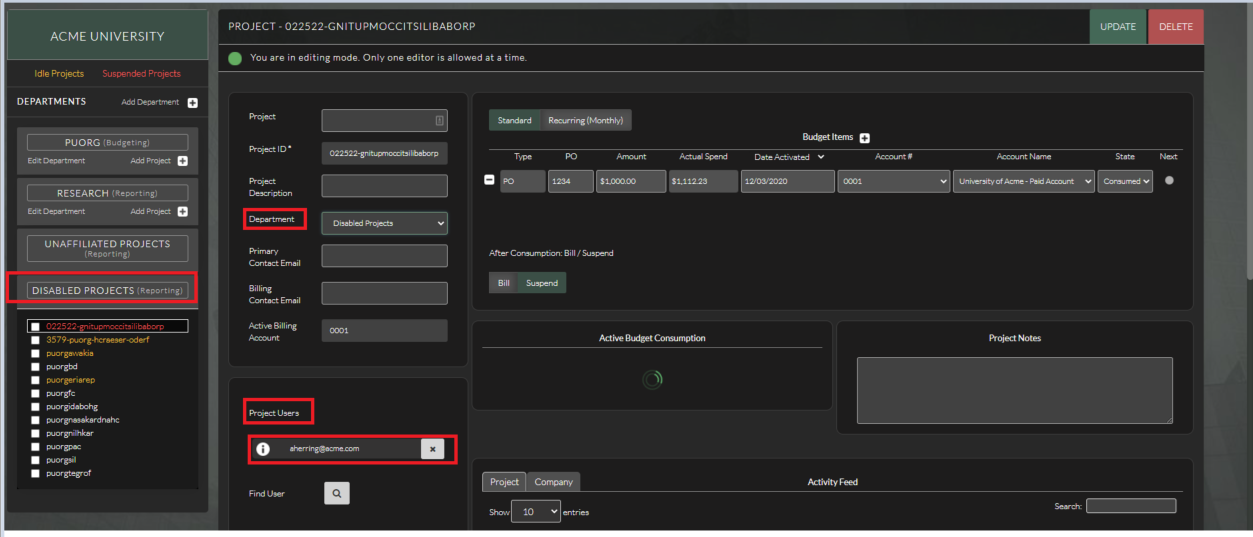 ACME UNIVERSITY
Idle Projects Suspended Projects
DEPARTMENTS Add Department
PUORG (Budgeting)
Edit Department Add Project
RESEARCH (Reporting)
Edit Department Add Project
UNAFFILIATED PROJECTS
(Reporting)
DISABLED PROJECTS (Reporting)
022522-gnitupmoccitsilibaborp
3579-puorg-hcraeser-oderf
puorgawakia
puorgbd
puorgeriarep
puorgfc
puorgidabohg
puorgnasakardnahc
puorgnilhkar
puorgpac
puorgsil
puorgtegrof
PROJECT - 022522-GNITUPMOCCITSILIBABORP
UPDATE DELETE
You are in editing mode. Only one editor is allowed at a time.
Project
Project ID* 022522-gnitupmoccitsilibaborp
Project
Description
Department Disabled Projects
Primary
Contact Email
Billing
Contact Email
Active Billing
Account
0001
Project Users
aherring@acme.com
Find User
Standard Recurring (Monthly)
Budget Items
Type PO Amount Actual Spend Date Activated Account # Account Name State Next
PO 1234 $1,000.00 $1,112.23 12/03/2020 0001 University of Acme - Paid Account Consumed
After Consumption: Bill / Suspend
Bill Suspend
Active Budget Consumption
Project Notes
Project Company
Activity Feed
Show 10 entries
Search: